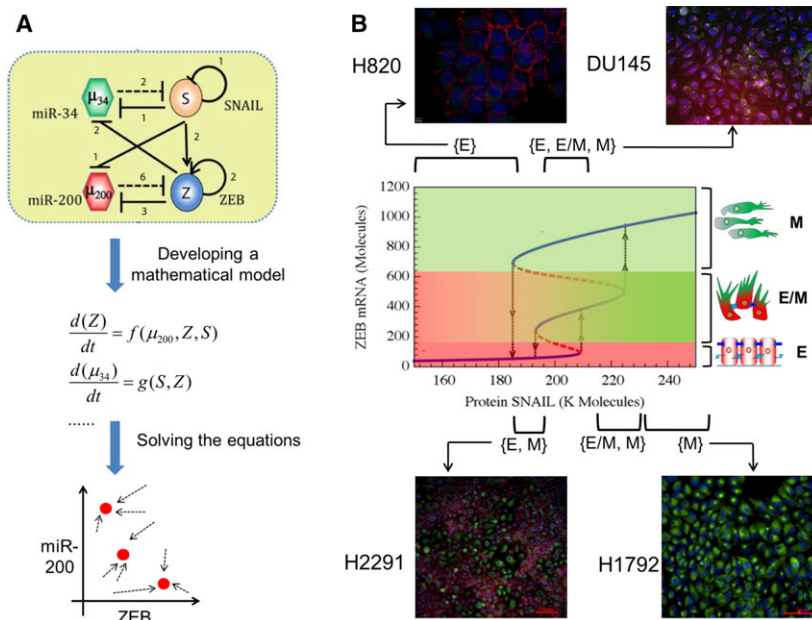 A
μ34
2
S
1
miR-34
1
SNAIL
2
2
1
6
2
μ200
Z
miR-200
3
ZEB
Developing a
mathematical model
d(Z)/dt = f(μ200, Z, S)
d(μ34)/dt = g(S, Z)
......
Solving the equations
miR-
200
ZEB
B
H820
DU145
{E}
{E, E/M, M}
1200
1000
800
600
400
200
0
ZEB mRNA (Molecules)
160
180
200
220
240
Protein SNAIL (K Molecules)
M
E/M
E
{E, M}
{E/M, M}
{M}
H2291
H1792